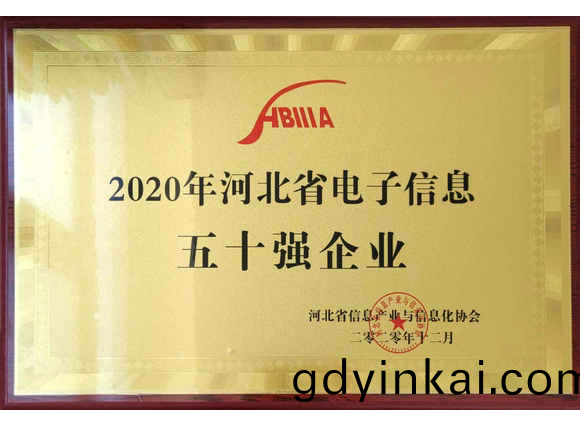 HBIIIA
2020年河北省电子信息
五十强企业
河北省信息产业与信息化协会
二〇二〇年十二月
gdyinkai.com